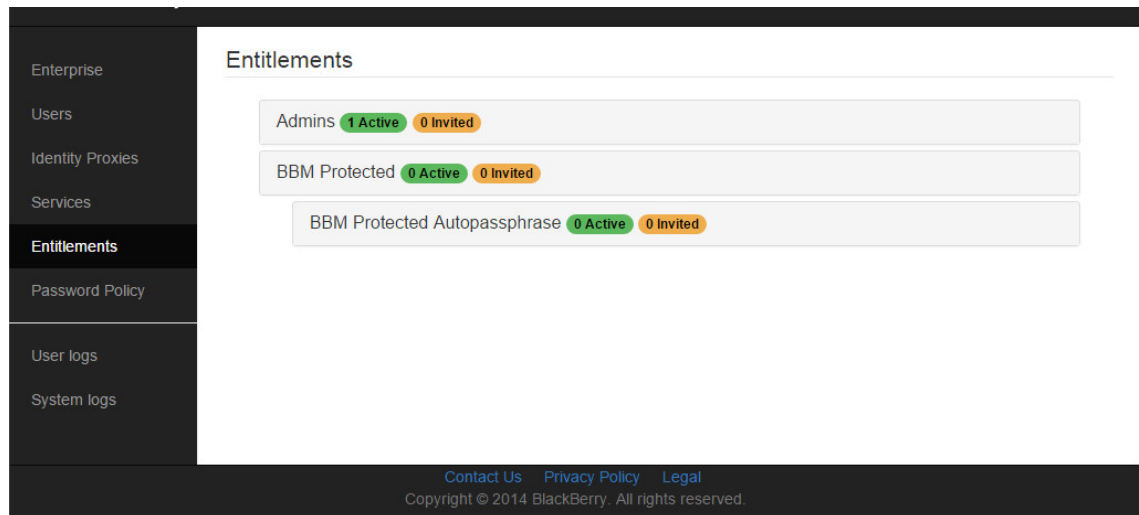 Enterprise
Users
Identity Proxies
Services
Entitlements
Password Policy
User logs
System logs
Entitlements
Admins 1 Active 0 Invited
BBM Protected 0 Active 0 Invited
BBM Protected Autopassphrase 0 Active 0 Invited
Contact Us Privacy Policy Legal
Copyright © 2014 BlackBerry. All rights reserved.